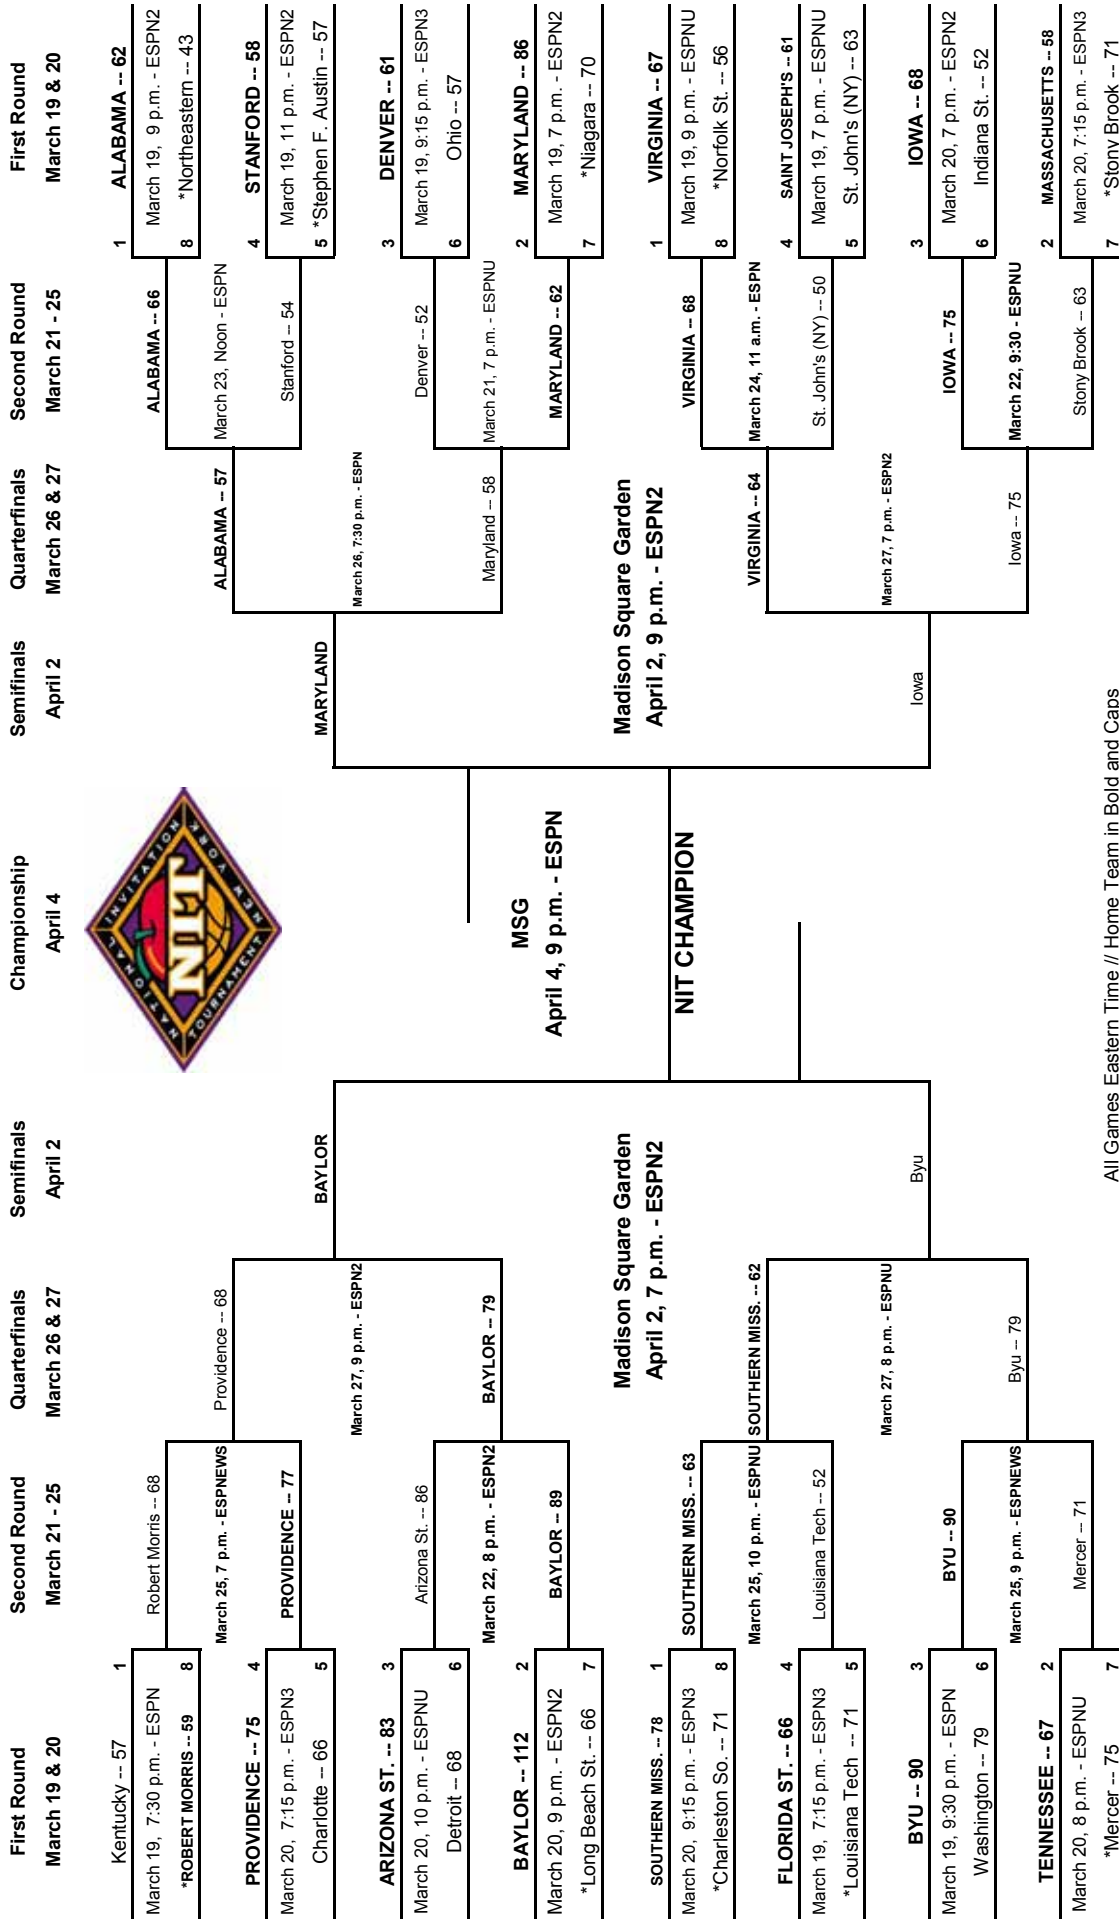 First Round
March 19 & 20
Second Round
March 21 - 25
Quarterfinals
March 26 & 27
Semifinals
April 2
Championship
April 4
Semifinals
April 2
Quarterfinals
March 26 & 27
Second Round
March 21 - 25
First Round
March 19 & 20
NATIONAL INVITATION
NIT
TOURNAMENT NEW YORK
Kentucky -- 57
1
March 19, 7:30 p.m. - ESPN
*ROBERT MORRIS -- 59
8
PROVIDENCE -- 75
4
March 20, 7:15 p.m. - ESPN3
Charlotte -- 66
5
ARIZONA ST. -- 83
3
March 20, 10 p.m. - ESPNU
Detroit -- 68
6
BAYLOR -- 112
2
March 20, 9 p.m. - ESPN2
*Long Beach St. -- 66
7
SOUTHERN MISS. -- 78
1
March 20, 9:15 p.m. - ESPN3
*Charleston So. -- 71
8
FLORIDA ST. -- 66
4
March 19, 7:15 p.m. - ESPN3
*Louisiana Tech -- 71
5
BYU -- 90
3
March 19, 9:30 p.m. - ESPN
Washington -- 79
6
TENNESSEE -- 67
2
March 20, 8 p.m. - ESPNU
*Mercer -- 75
7
Robert Morris -- 68
March 25, 7 p.m. - ESPNEWS
PROVIDENCE -- 77
Arizona St. -- 86
March 22, 8 p.m. - ESPN2
BAYLOR -- 89
SOUTHERN MISS. -- 63
March 25, 10 p.m. - ESPNU
Louisiana Tech -- 52
BYU -- 90
March 25, 9 p.m. - ESPNEWS
Mercer -- 71
Providence -- 68
March 27, 9 p.m. - ESPN2
BAYLOR -- 79
SOUTHERN MISS. -- 62
March 27, 8 p.m. - ESPNU
Byu -- 79
BAYLOR
Madison Square Garden
April 2, 7 p.m. - ESPN2
Byu
MSG
April 4, 9 p.m. - ESPN
NIT CHAMPION
MARYLAND
Madison Square Garden
April 2, 9 p.m. - ESPN2
Iowa
ALABAMA -- 57
March 26, 7:30 p.m. - ESPN
Maryland -- 58
VIRGINIA -- 64
March 27, 7 p.m. - ESPN2
Iowa -- 75
ALABAMA -- 66
March 23, Noon - ESPN
Stanford -- 54
Denver -- 52
March 21, 7 p.m. - ESPNU
MARYLAND -- 62
VIRGINIA -- 68
March 24, 11 a.m. - ESPN
St. John's (NY) -- 50
IOWA -- 75
March 22, 9:30 - ESPNU
Stony Brook -- 63
1
ALABAMA -- 62
March 19, 9 p.m. - ESPN2
8
*Northeastern -- 43
4
STANFORD -- 58
March 19, 11 p.m. - ESPN2
5
*Stephen F. Austin -- 57
3
DENVER -- 61
March 19, 9:15 p.m. - ESPN3
6
Ohio -- 57
2
MARYLAND -- 86
March 19, 7 p.m. - ESPN2
7
*Niagara -- 70
1
VIRGINIA -- 67
March 19, 9 p.m. - ESPNU
8
*Norfolk St. -- 56
4
SAINT JOSEPH'S -- 61
March 19, 7 p.m. - ESPNU
5
St. John's (NY) -- 63
3
IOWA -- 68
March 20, 7 p.m. - ESPN2
6
Indiana St. -- 52
2
MASSACHUSETTS -- 58
March 20, 7:15 p.m. - ESPN3
7
*Stony Brook -- 71
All Games Eastern Time // Home Team in Bold and Caps